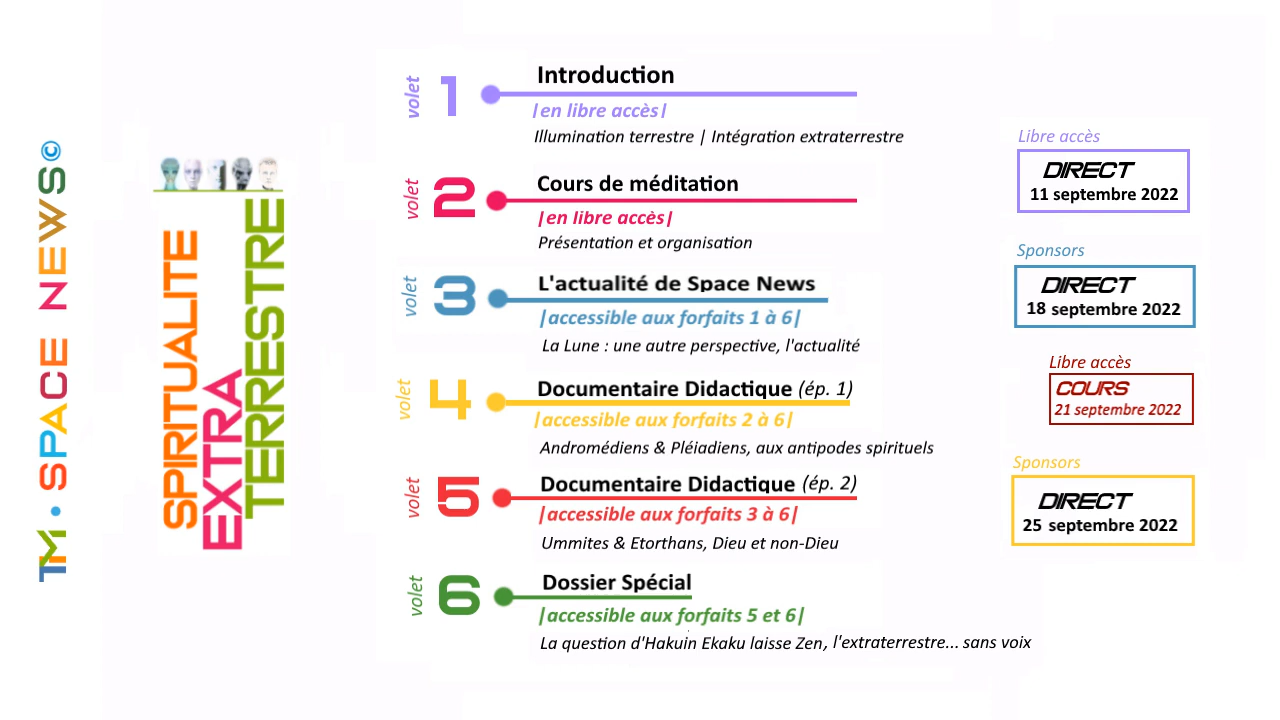 TM • SPACE NEWS©
SPIRITUALITE
EXTRA
TERRESTRE
volet 1
Introduction
|en libre accès|
Illumination terrestre | Intégration extraterrestre
volet 2
Cours de méditation
|en libre accès|
Présentation et organisation
volet 3
L'actualité de Space News
|accessible aux forfaits 1 à 6|
La Lune : une autre perspective, l'actualité
volet 4
Documentaire Didactique (ép. 1)
|accessible aux forfaits 2 à 6|
Andromédiens & Pléiadiens, aux antipodes spirituels
volet 5
Documentaire Didactique (ép. 2)
|accessible aux forfaits 3 à 6|
Ummites & Etorthans, Dieu et non-Dieu
volet 6
Dossier Spécial
|accessible aux forfaits 5 et 6|
La question d'Hakuin Ekaku laisse Zen, l'extraterrestre... sans voix
Libre accès
DIRECT
11 septembre 2022
Sponsors
DIRECT
18 septembre 2022
Libre accès
COURS
21 septembre 2022
Sponsors
DIRECT
25 septembre 2022